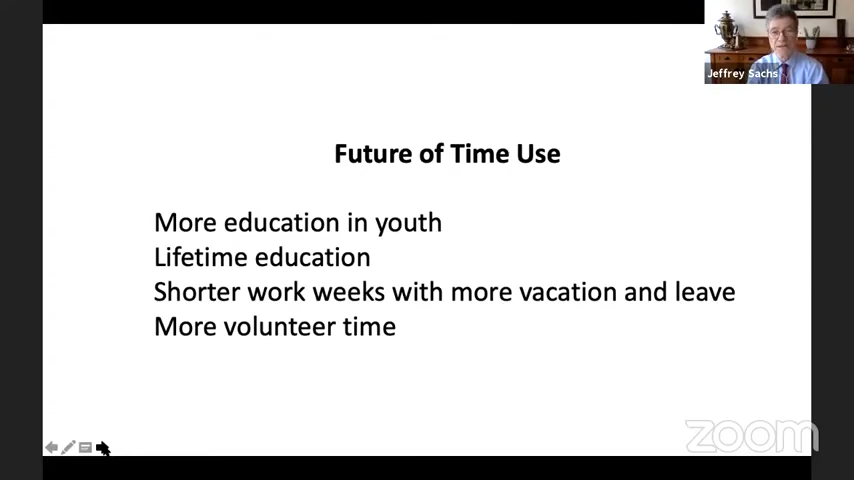 Jeffrey Sachs
Future of Time Use
More education in youth
Lifetime education
Shorter work weeks with more vacation and leave
More volunteer time
zoom